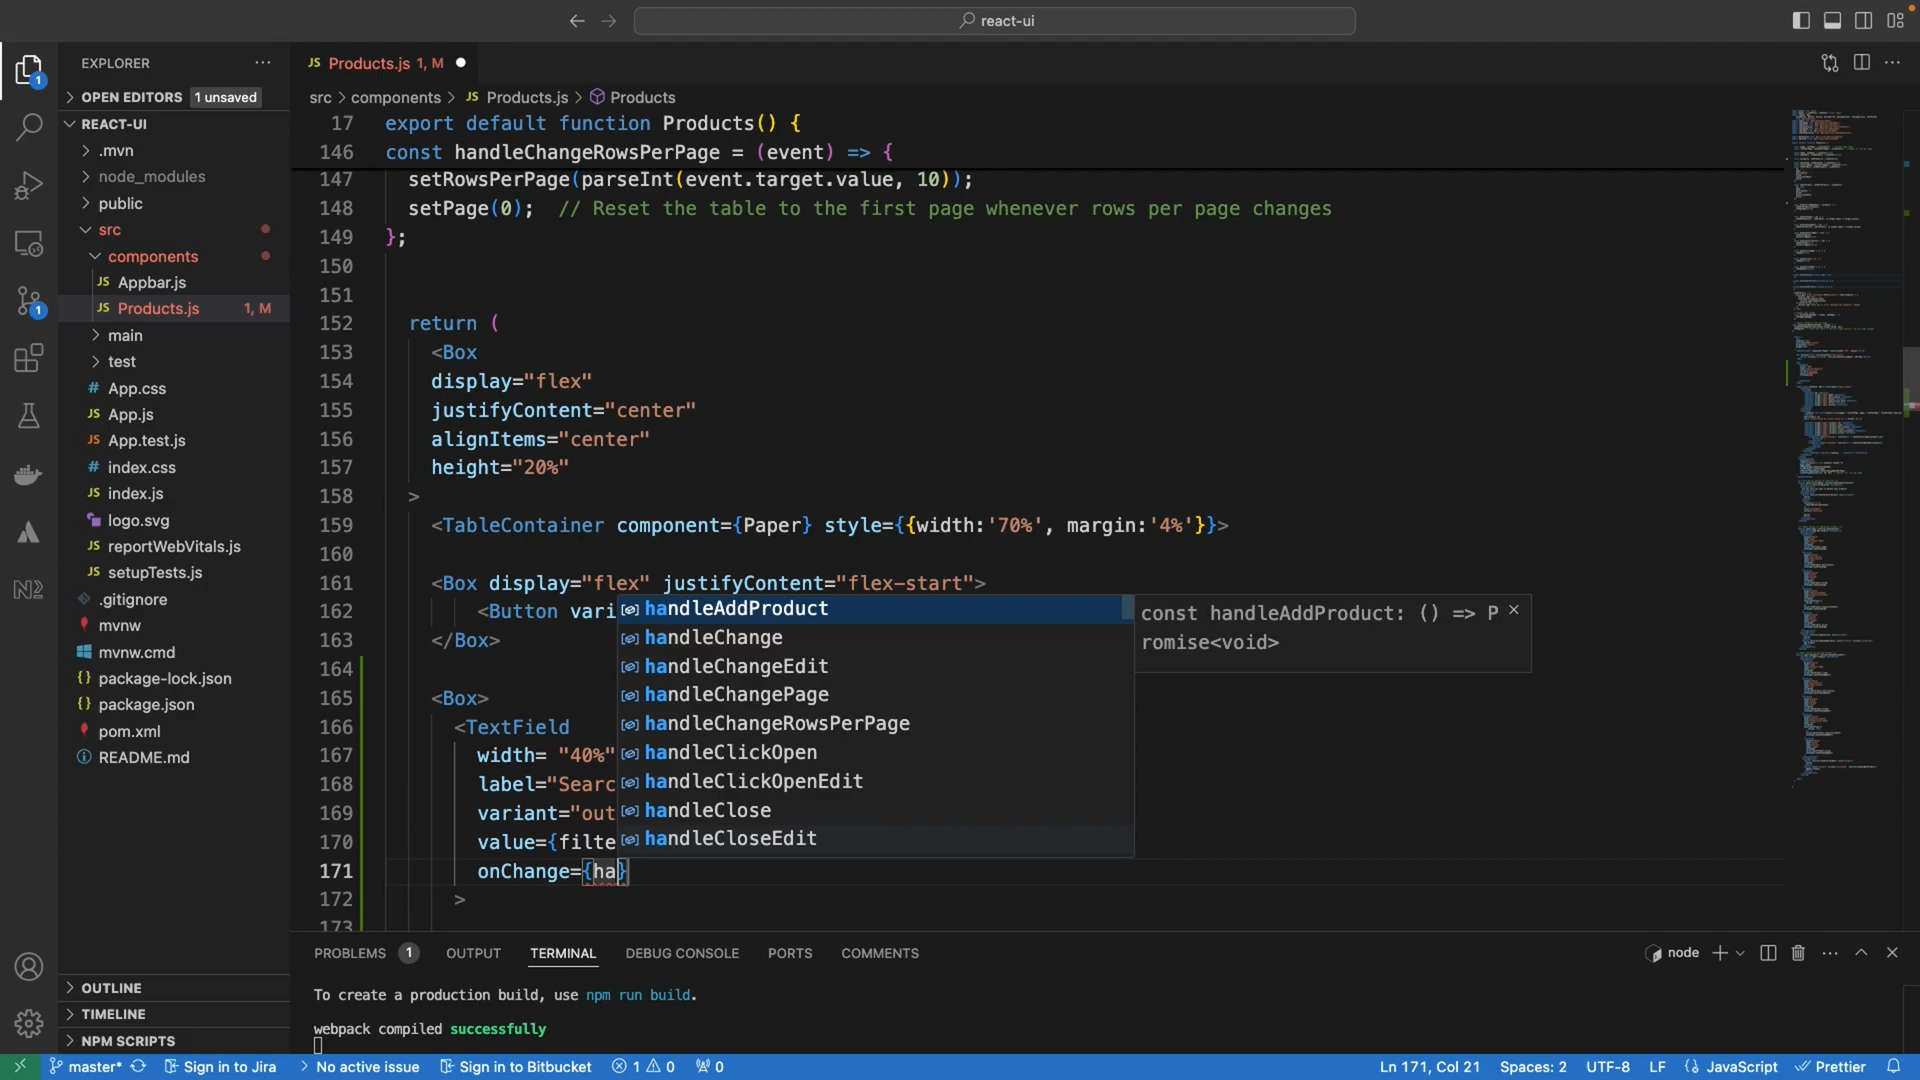 react-ui
EXPLORER
OPEN EDITORS 1 unsaved
REACT-UI
.mvn
node_modules
public
src
components
JS Appbar.js
JS Products.js 1, M
main
test
# App.css
JS App.js
JS App.test.js
# index.css
JS index.js
logo.svg
JS reportWebVitals.js
JS setupTests.js
.gitignore
mvnw
mvnw.cmd
{} package-lock.json
{} package.json
pom.xml
README.md
OUTLINE
TIMELINE
NPM SCRIPTS
JS Products.js 1, M
src > components > JS Products.js > Products
17 export default function Products() {
146 const handleChangeRowsPerPage = (event) => {
147 setRowsPerPage(parseInt(event.target.value, 10));
148 setPage(0); // Reset the table to the first page whenever rows per page changes
149 };
150
151
152 return (
153 <Box
154 display="flex"
155 justifyContent="center"
156 alignItems="center"
157 height="20%"
158 >
159 <TableContainer component={Paper} style={{width:'70%', margin:'4%'}}>
160
161 <Box display="flex" justifyContent="flex-start">
162 <Button vari
163 </Box>
164
165 <Box>
166 <TextField
167 width= "40%"
168 label="Searc
169 variant="out
170 value={filte
171 onChange={ha}
172 >
173
handleAddProduct
handleChange
handleChangeEdit
handleChangePage
handleChangeRowsPerPage
handleClickOpen
handleClickOpenEdit
handleClose
handleCloseEdit
const handleAddProduct: () => P
romise<void>
PROBLEMS 1 OUTPUT TERMINAL DEBUG CONSOLE PORTS COMMENTS
node
To create a production build, use npm run build.
webpack compiled successfully
master* Sign in to Jira No active issue Sign in to Bitbucket 1 0 0 Ln 171, Col 21 Spaces: 2 UTF-8 LF {} JavaScript Prettier